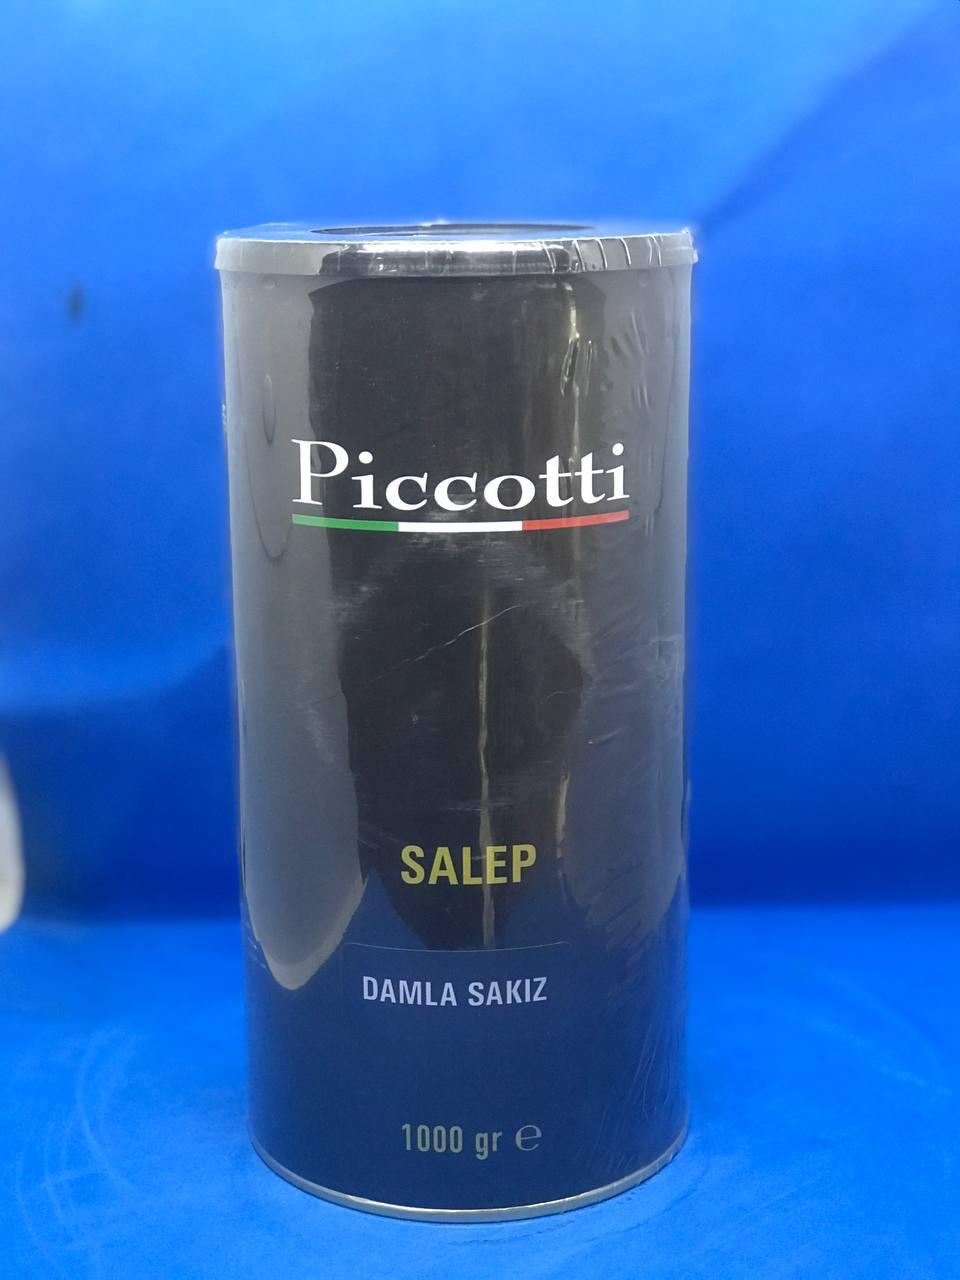 Piccotti
SALEP
DAMLA SAKIZ
1000 gr ℮